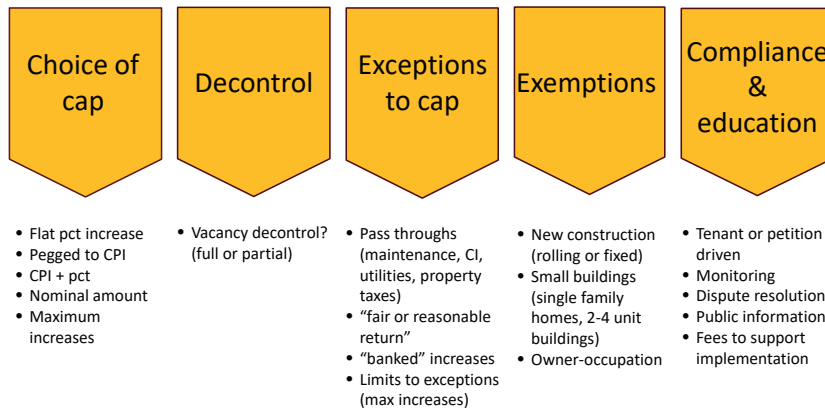 Choice of
cap
Decontrol
Exceptions
to cap
Exemptions
Compliance
&
education
• Flat pct increase
• Pegged to CPI
• CPI + pct
• Nominal amount
• Maximum
increases
• Vacancy decontrol?
(full or partial)
• Pass throughs
(maintenance, CI,
utilities, property
taxes)
• “fair or reasonable
return”
• “banked” increases
• Limits to exceptions
(max increases)
• New construction
(rolling or fixed)
• Small buildings
(single family
homes, 2-4 unit
buildings)
• Owner-occupation
• Tenant or petition
driven
• Monitoring
• Dispute resolution
• Public information
• Fees to support
implementation